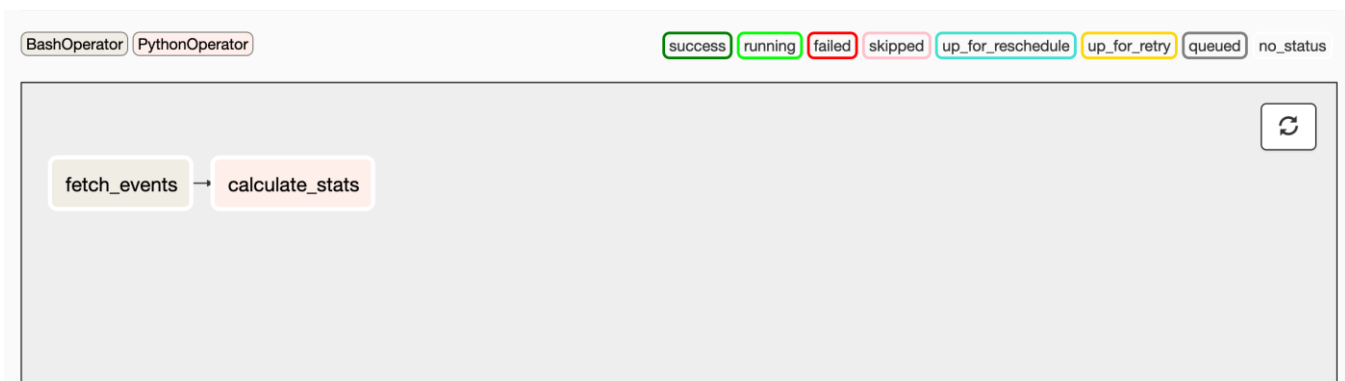 BashOperator PythonOperator success running failed skipped up_for_reschedule up_for_retry queued no_status
fetch_events calculate_stats